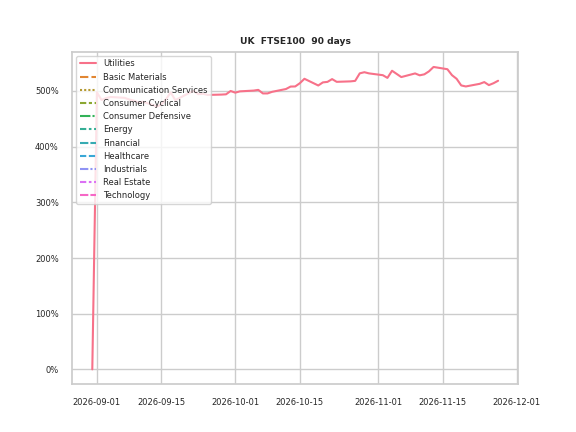 UK FTSE100 90 days
Utilities
Basic Materials
Communication Services
Consumer Cyclical
Consumer Defensive
Energy
Financial
Healthcare
Industrials
Real Estate
Technology
500%
400%
300%
200%
100%
0%
2026-09-01 2026-09-15 2026-10-01 2026-10-15 2026-11-01 2026-11-15 2026-12-01